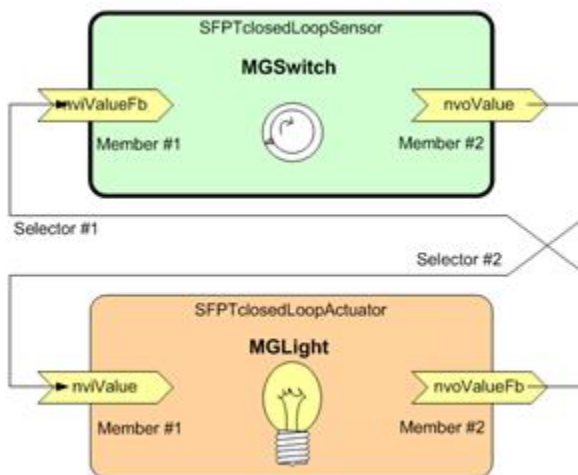 SFPTclosedLoopSensor
MGSwitch
nviValueFb
nvoValue
Member #1
Member #2
Selector #1
Selector #2
SFPTclosedLoopActuator
MGLight
nviValue
nvoValueFb
Member #1
Member #2